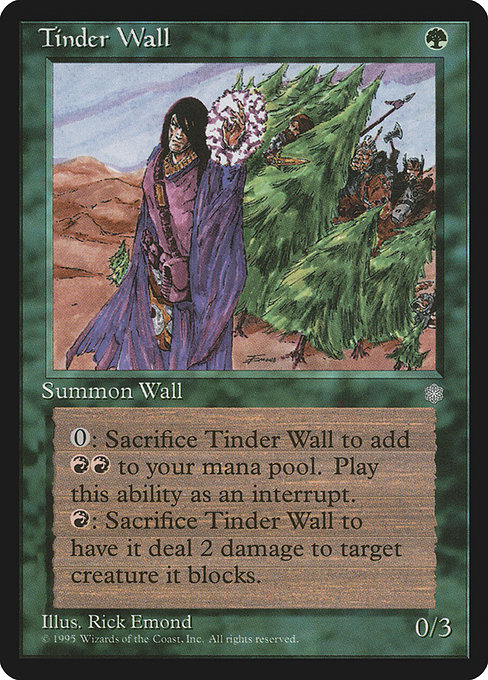 Tinder Wall
Summon Wall
0: Sacrifice Tinder Wall to add
to your mana pool. Play
this ability as an interrupt.
: Sacrifice Tinder Wall to
have it deal 2 damage to target
creature it blocks.
Illus. Rick Emond
© 1995 Wizards of the Coast, Inc. All rights reserved.
0/3